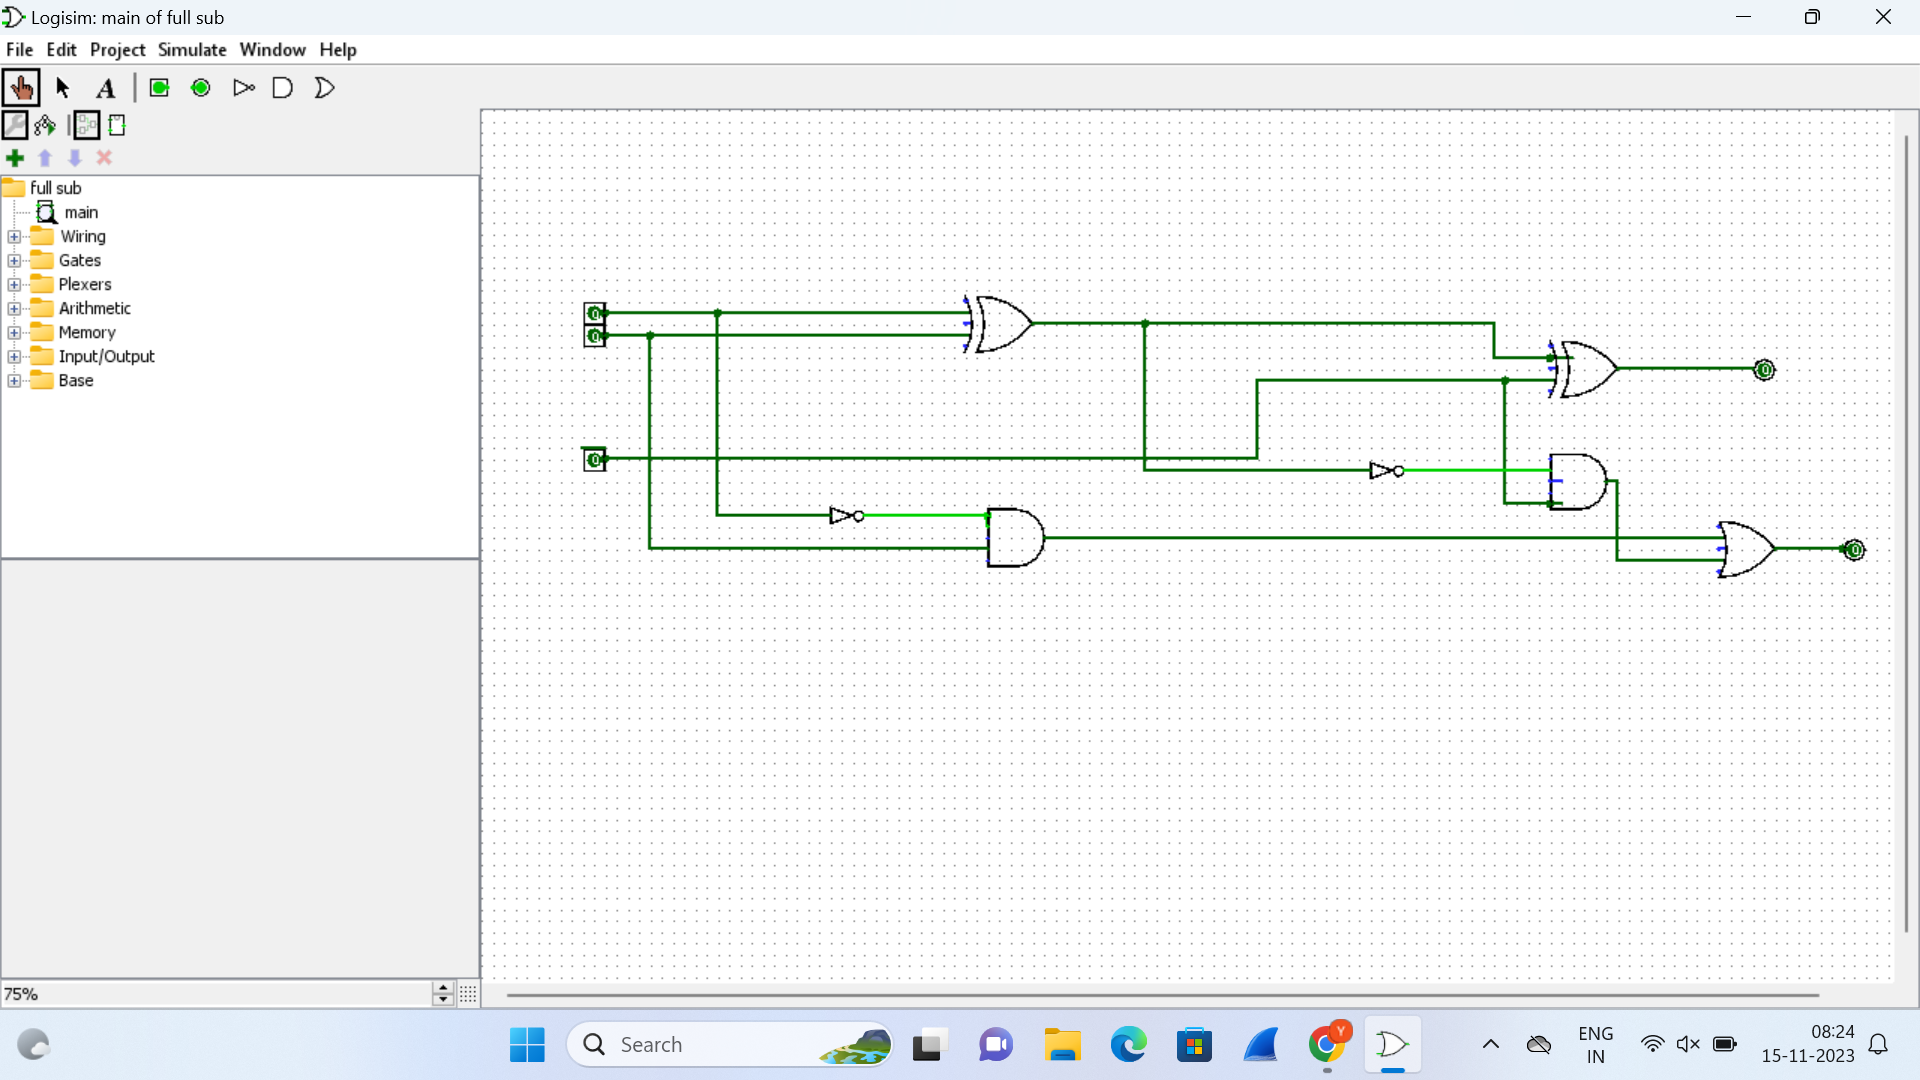 Logisim: main of full sub
File Edit Project Simulate Window Help
A
full sub
main
Wiring
Gates
Plexers
Arithmetic
Memory
Input/Output
Base
0
0
0
0
0
75%
Search
Y
ENG
IN
08:24
15-11-2023